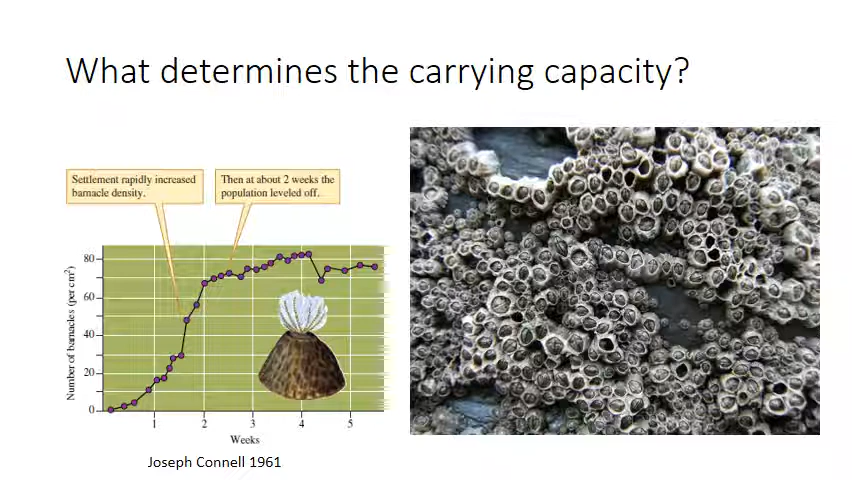 What determines the carrying capacity?
Settlement rapidly increased
barnacle density.
Then at about 2 weeks the
population leveled off.
Number of barnacles (per cm²)
80
60
40
20
0
1 2 3 4 5
Weeks
Joseph Connell 1961